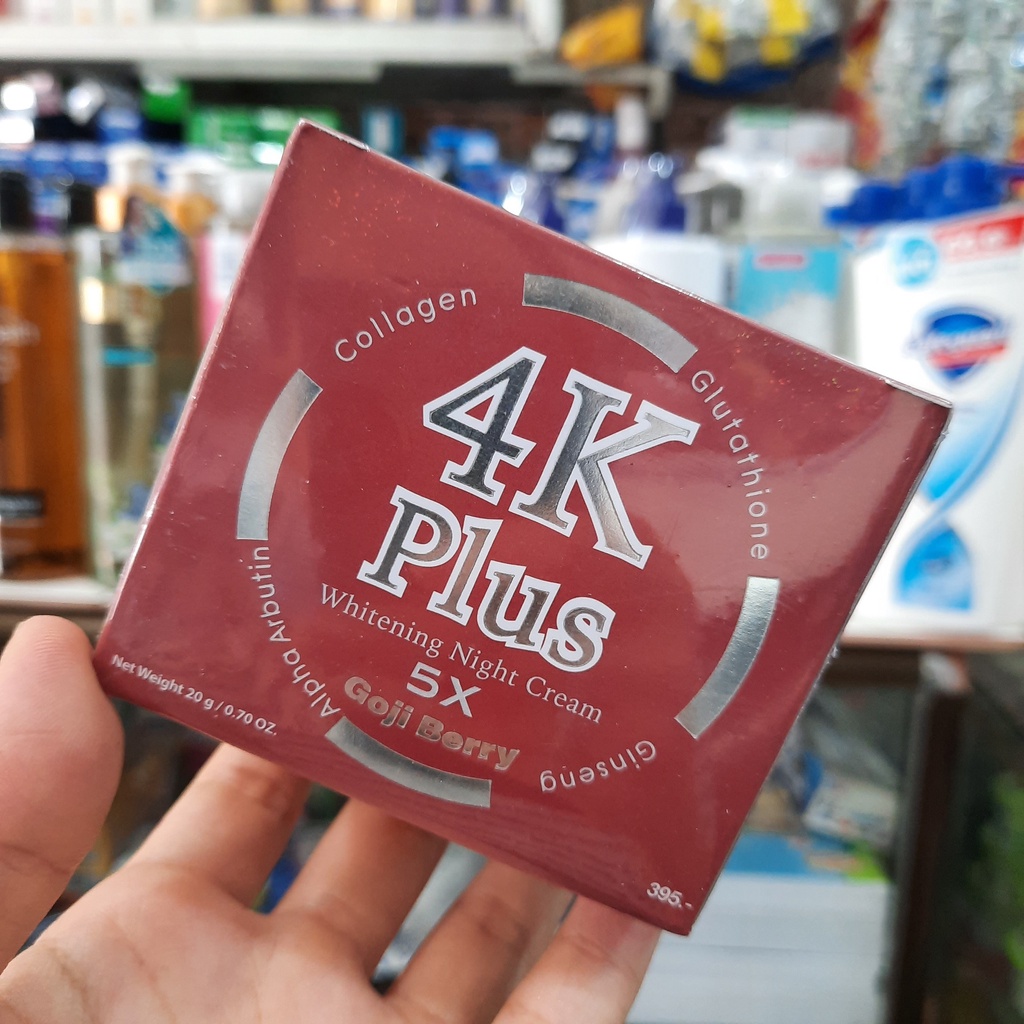 Collagen
Glutathione
4K
Plus
Whitening Night Cream
5X
Goji Berry
Alpha Arbutin
Ginseng
Net Weight 20 g / 0.70 OZ.
395.-